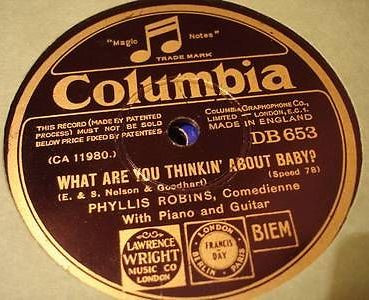 "Magic Notes"
TRADE MARK
Columbia
THIS RECORD (MADE BY PATENTED
PROCESS) MUST NOT BE SOLD
BELOW PRICE FIXED BY PATENTEES
COLUMBIA GRAPHOPHONE CO.,
LIMITED — LONDON, E.C.1.
MADE IN ENGLAND
DB 653
(CA 11980.)
WHAT ARE YOU THINKIN' ABOUT BABY?
(E. & S. Nelson & Goodhart)
(Speed 78)
PHYLLIS ROBINS, Comedienne
With Piano and Guitar
LAWRENCE
WRIGHT
MUSIC CO
LONDON
LONDON
FRANCIS
DAY
BERLIN PARIS
BIEM